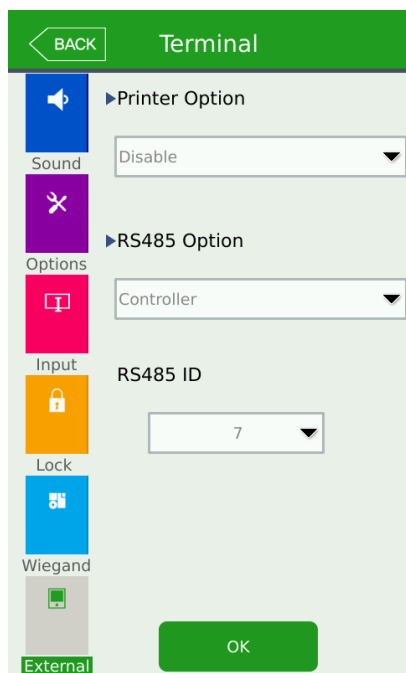 BACK
Terminal
Sound
Options
Input
Lock
Wiegand
External
▶Printer Option
Disable
▶RS485 Option
Controller
RS485 ID
7
OK